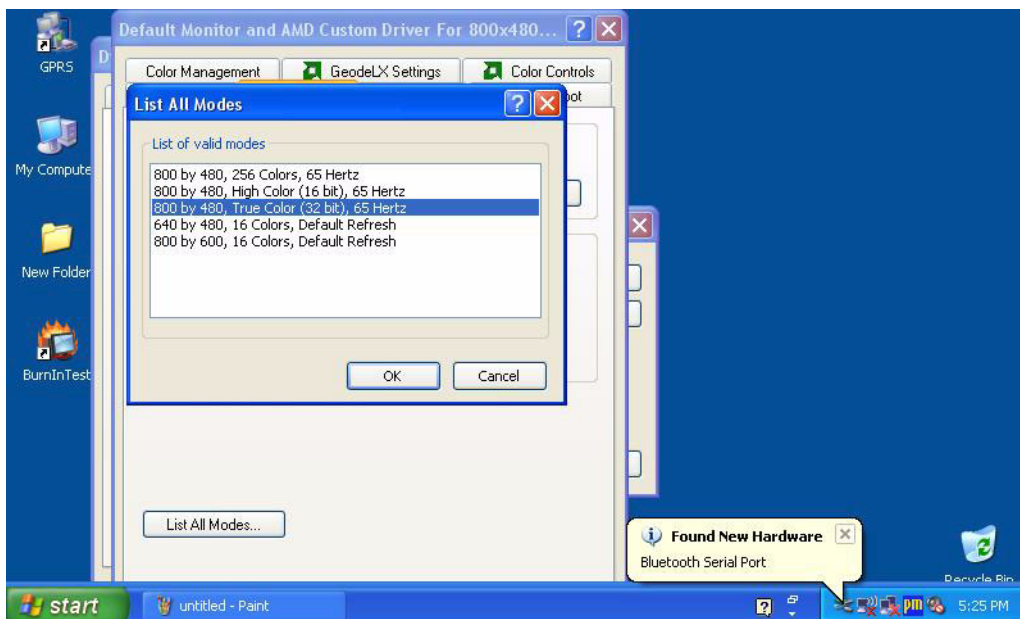 GPRS
My Compute
New Folder
BurnInTest
D
Default Monitor and AMD Custom Driver For 800x480...
Color Management
GeodeLX Settings
Color Controls
oot
List All Modes
List of valid modes
800 by 480, 256 Colors, 65 Hertz
800 by 480, High Color (16 bit), 65 Hertz
800 by 480, True Color (32 bit), 65 Hertz
640 by 480, 16 Colors, Default Refresh
800 by 600, 16 Colors, Default Refresh
OK
Cancel
List All Modes...
Found New Hardware
Bluetooth Serial Port
Recycle Bin
start
untitled - Paint
pm
5:25 PM